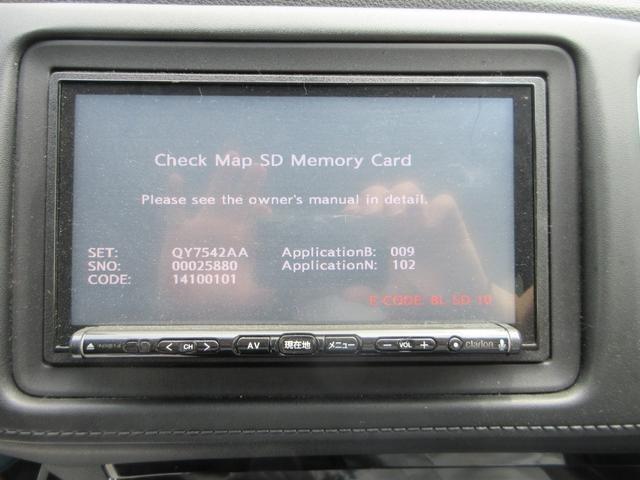 Check Map SD Memory Card
Please see the owner's manual in detail.
SET: QY7542AA ApplicationB: 009
SNO: 00025880 ApplicationN: 102
CODE: 14100101
E-CODE: BL-SD-10
CH AV 現在地 メニュー − VOL + clarion